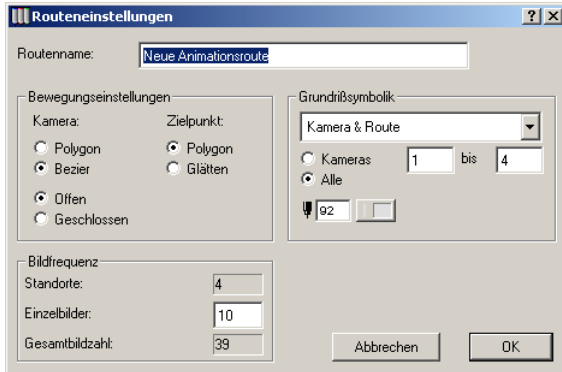 Routeneinstellungen
Routenname: Neue Animationsroute
Bewegungseinstellungen
Kamera: Zielpunkt:
Polygon Polygon
Bezier Glätten
Offen
Geschlossen
Grundrißsymbolik
Kamera & Route
Kameras 1 bis 4
Alle
92
Bildfrequenz
Standorte: 4
Einzelbilder: 10
Gesamtbildzahl: 39
Abbrechen OK